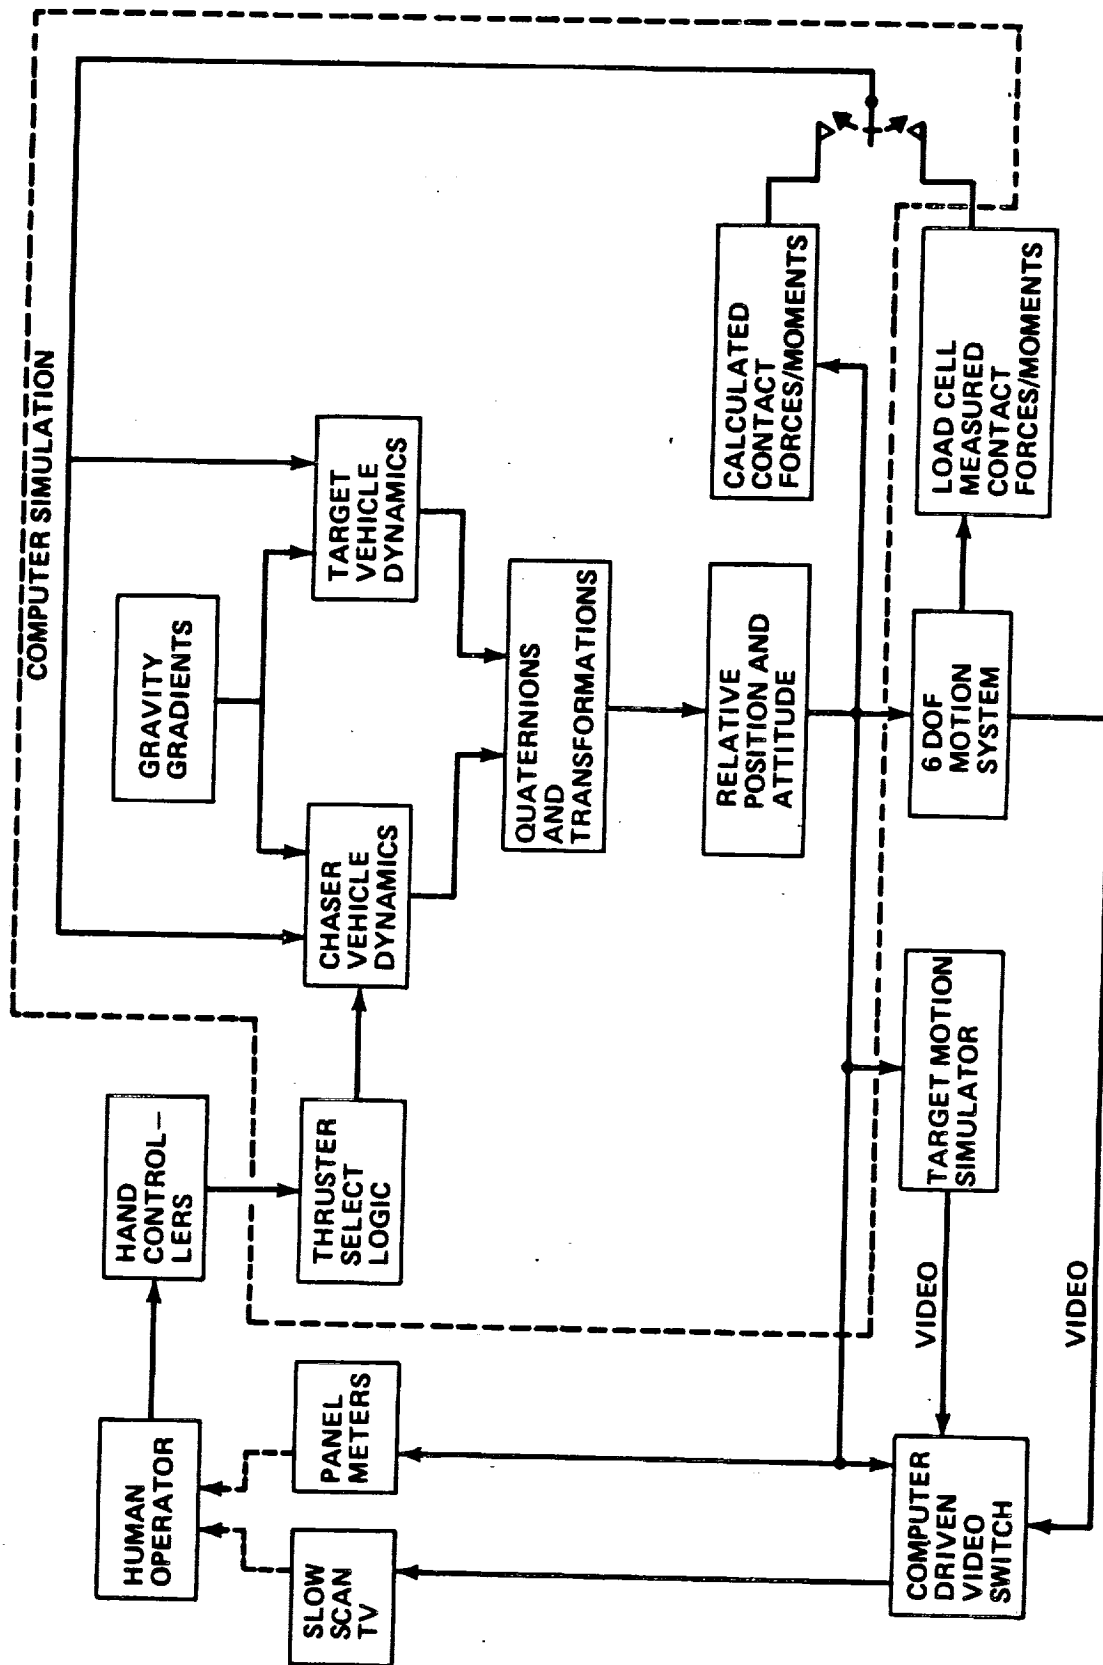 COMPUTER SIMULATION
HUMAN
OPERATOR
HAND
CONTROL-
LERS
GRAVITY
GRADIENTS
SLOW
SCAN
TV
PANEL
METERS
THRUSTER
SELECT
LOGIC
CHASER
VEHICLE
DYNAMICS
TARGET
VEHICLE
DYNAMICS
QUATERNIONS
AND
TRANSFORMATIONS
RELATIVE
POSITION AND
ATTITUDE
CALCULATED
CONTACT
FORCES/MOMENTS
COMPUTER
DRIVEN
VIDEO
SWITCH
VIDEO
TARGET MOTION
SIMULATOR
6 DOF
MOTION
SYSTEM
LOAD CELL
MEASURED
CONTACT
FORCES/MOMENTS
VIDEO